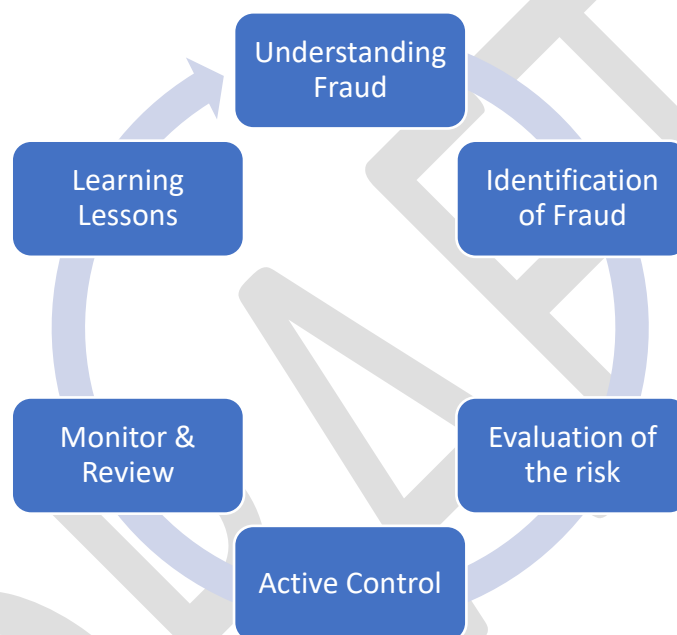 Understanding
Fraud
Identification
of Fraud
Evaluation of
the risk
Active Control
Monitor &
Review
Learning
Lessons